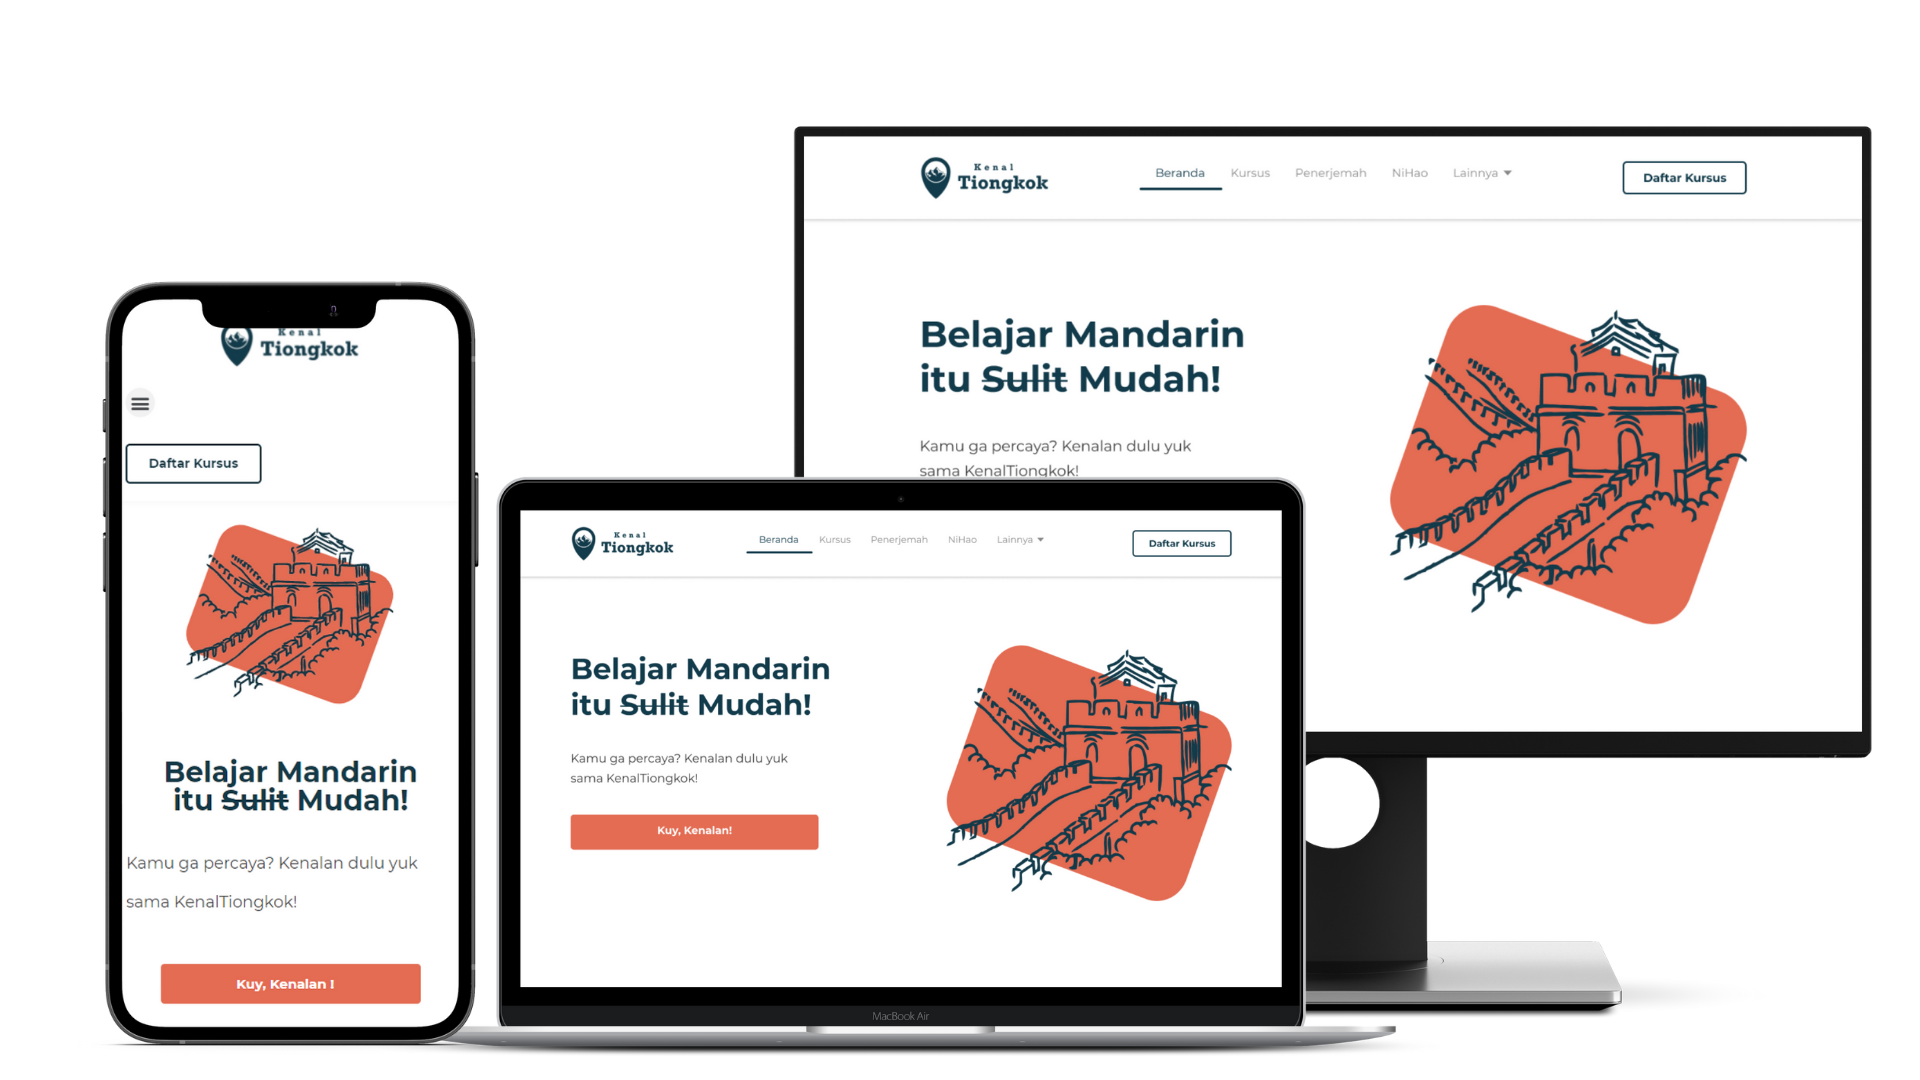 Kenal
Tiongkok
Beranda Kursus Penerjemah NiHao Lainnya
Daftar Kursus
Belajar Mandarin
itu Sulit Mudah!
Kamu ga percaya? Kenalan dulu yuk
sama KenalTiongkok!
Kenal
Tiongkok
Daftar Kursus
Belajar Mandarin
itu Sulit Mudah!
Kamu ga percaya? Kenalan dulu yuk
sama KenalTiongkok!
Kuy, Kenalan !
Kenal
Tiongkok
Beranda Kursus Penerjemah NiHao Lainnya
Daftar Kursus
Belajar Mandarin
itu Sulit Mudah!
Kamu ga percaya? Kenalan dulu yuk
sama KenalTiongkok!
Kuy, Kenalan!
MacBook Air